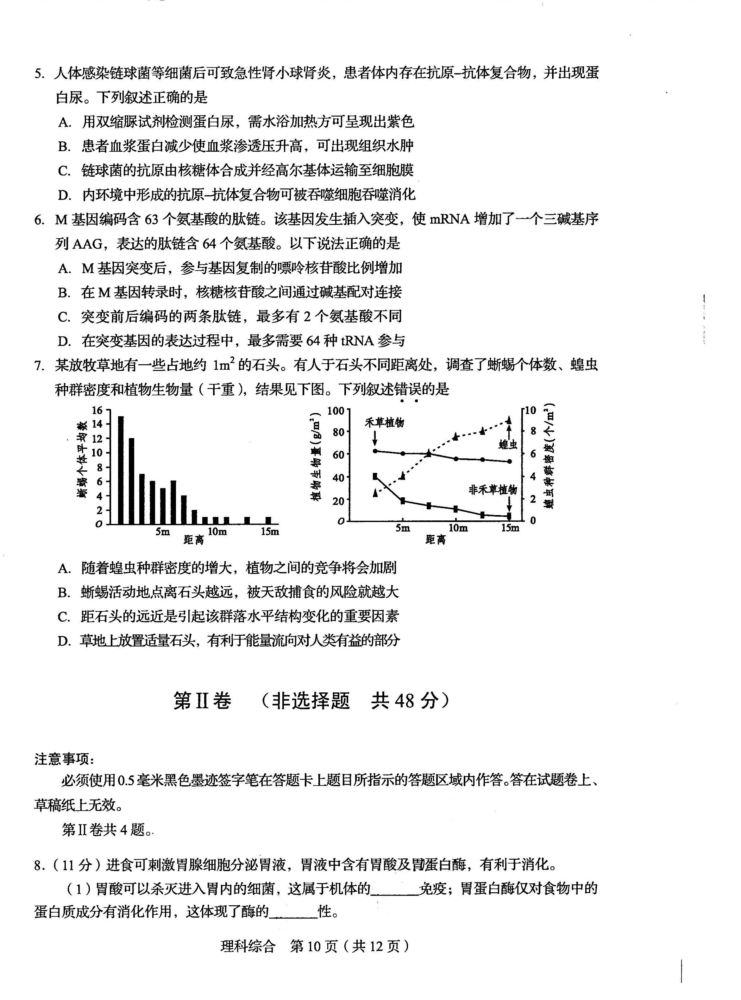 5. 人体感染链球菌等细菌后可致急性肾小球肾炎，患者体内存在抗原–抗体复合物，并出现蛋
白尿。下列叙述正确的是
A. 用双缩脲试剂检测蛋白尿，需水浴加热方可呈现出紫色
B. 患者血浆蛋白减少使血浆渗透压升高，可出现组织水肿
C. 链球菌的抗原由核糖体合成并经高尔基体运输至细胞膜
D. 内环境中形成的抗原–抗体复合物可被吞噬细胞吞噬消化
6. M 基因编码含 63 个氨基酸的肽链。该基因发生插入突变，使 mRNA 增加了一个三碱基序
列 AAG，表达的肽链含 64 个氨基酸。以下说法正确的是
A. M 基因突变后，参与基因复制的嘌呤核苷酸比例增加
B. 在 M 基因转录时，核糖核苷酸之间通过碱基配对连接
C. 突变前后编码的两条肽链，最多有 2 个氨基酸不同
D. 在突变基因的表达过程中，最多需要 64 种 tRNA 参与
7. 某放牧草地有一些占地约 1m² 的石头。有人于石头不同距离处，调查了蜥蜴个体数、蝗虫
种群密度和植物生物量（干重），结果见下图。下列叙述错误的是
蜥蜴个体平均数
16
14
12
10
8
6
4
2
O
5m
10m
15m
距离
植物生物量(g/m²)
100
80
60
40
20
O
禾草植物
蝗虫
非禾草植物
5m
10m
15m
距离
10
8
6
4
2
0
蝗虫种群密度(个/m²)
A. 随着蝗虫种群密度的增大，植物之间的竞争将会加剧
B. 蜥蜴活动地点离石头越远，被天敌捕食的风险就越大
C. 距石头的远近是引起该群落水平结构变化的重要因素
D. 草地上放置适量石头，有利于能量流向对人类有益的部分
第Ⅱ卷 （非选择题 共 48 分）
注意事项：
必须使用0.5毫米黑色墨迹签字笔在答题卡上题目所指示的答题区域内作答。答在试题卷上、
草稿纸上无效。
第Ⅱ卷共 4 题。
8.（11 分）进食可刺激胃腺细胞分泌胃液，胃液中含有胃酸及胃蛋白酶，有利于消化。
（1）胃酸可以杀灭进入胃内的细菌，这属于机体的______免疫；胃蛋白酶仅对食物中的
蛋白质成分有消化作用，这体现了酶的______性。
理科综合 第 10 页（共 12 页）